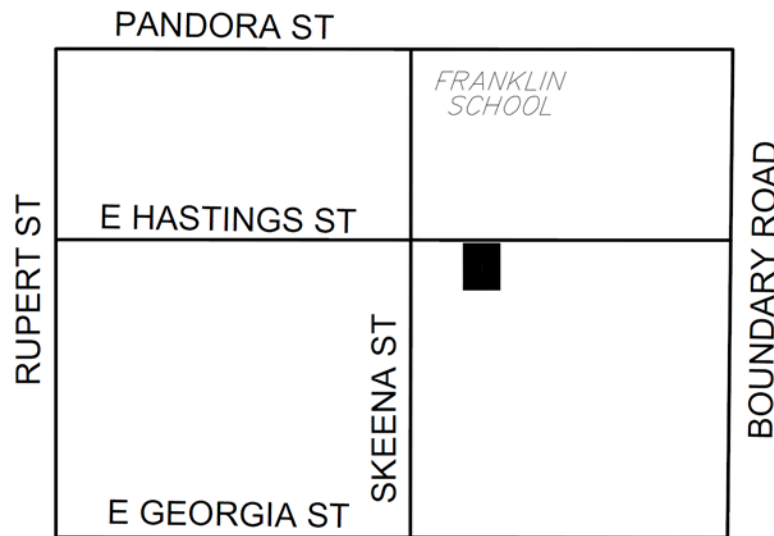 PANDORA ST
FRANKLIN
SCHOOL
E HASTINGS ST
RUPERT ST
SKEENA ST
BOUNDARY ROAD
E GEORGIA ST